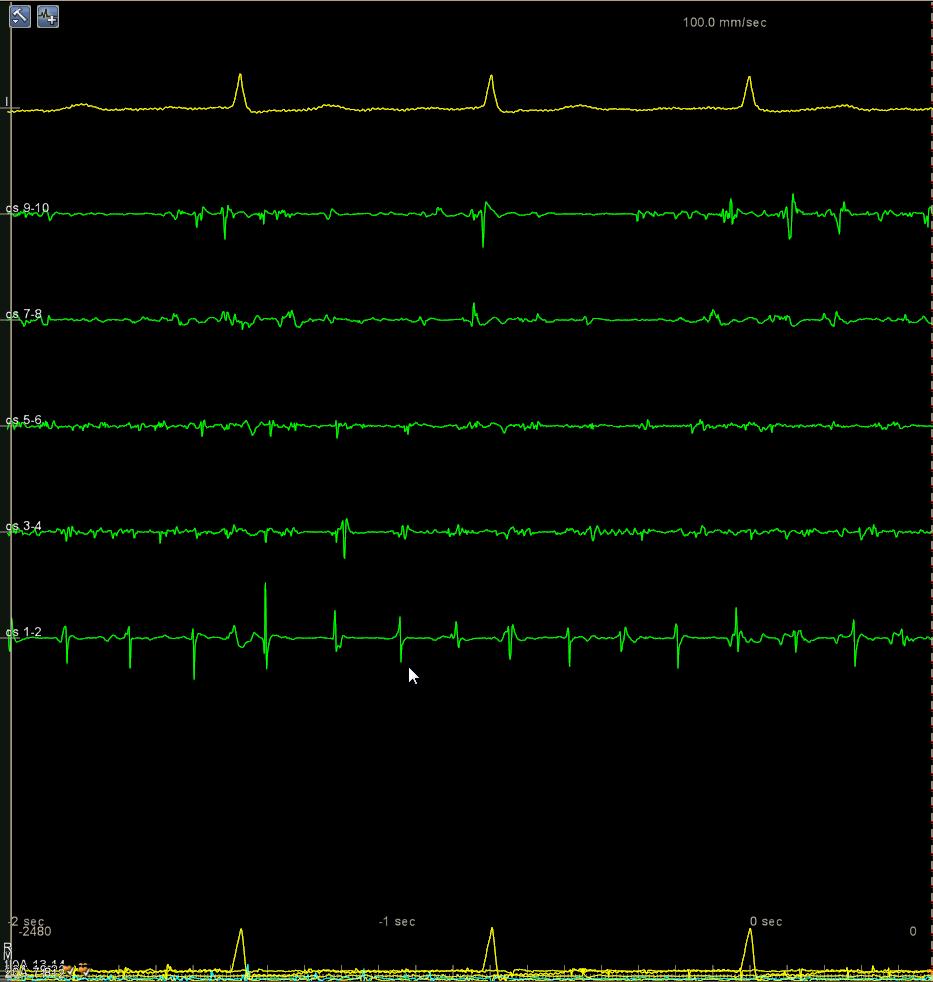 100.0 mm/sec
I
cs 9-10
cs 7-8
cs 5-6
cs 3-4
cs 1-2
-2 sec
-1 sec
0 sec
-2480
0